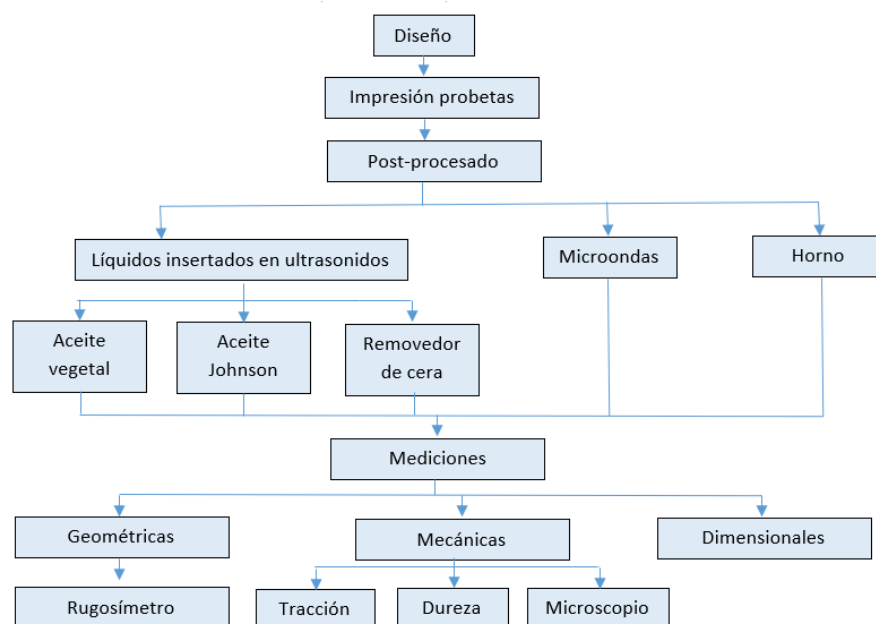 Diseño
Impresión probetas
Post-procesado
Líquidos insertados en ultrasonidos
Microondas
Horno
Aceite
vegetal
Aceite
Johnson
Removedor
de cera
Mediciones
Geométricas
Mecánicas
Dimensionales
Rugosímetro
Tracción
Dureza
Microscopio